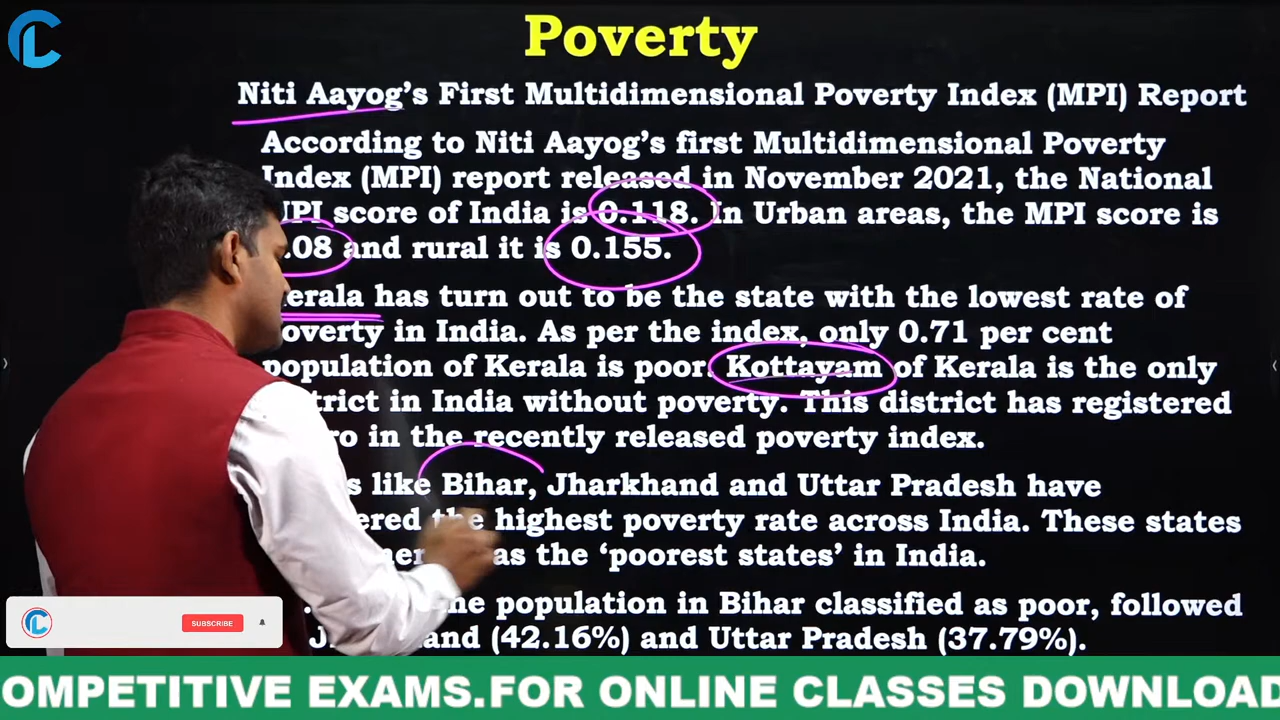 Poverty
Niti Aayog’s First Multidimensional Poverty Index (MPI) Report
According to Niti Aayog’s first Multidimensional Poverty
Index (MPI) report released in November 2021, the National
MPI score of India is 0.118. In Urban areas, the MPI score is
.08 and rural it is 0.155.
Kerala has turn out to be the state with the lowest rate of
poverty in India. As per the index, only 0.71 per cent
population of Kerala is poor. Kottayam of Kerala is the only
district in India without poverty. This district has registered
in the recently released poverty index.
like Bihar, Jharkhand and Uttar Pradesh have
the highest poverty rate across India. These states
as the ‘poorest states’ in India.
the population in Bihar classified as poor, followed
(42.16%) and Uttar Pradesh (37.79%).
SUBSCRIBE
OMPETITIVE EXAMS.FOR ONLINE CLASSES DOWNLOAD